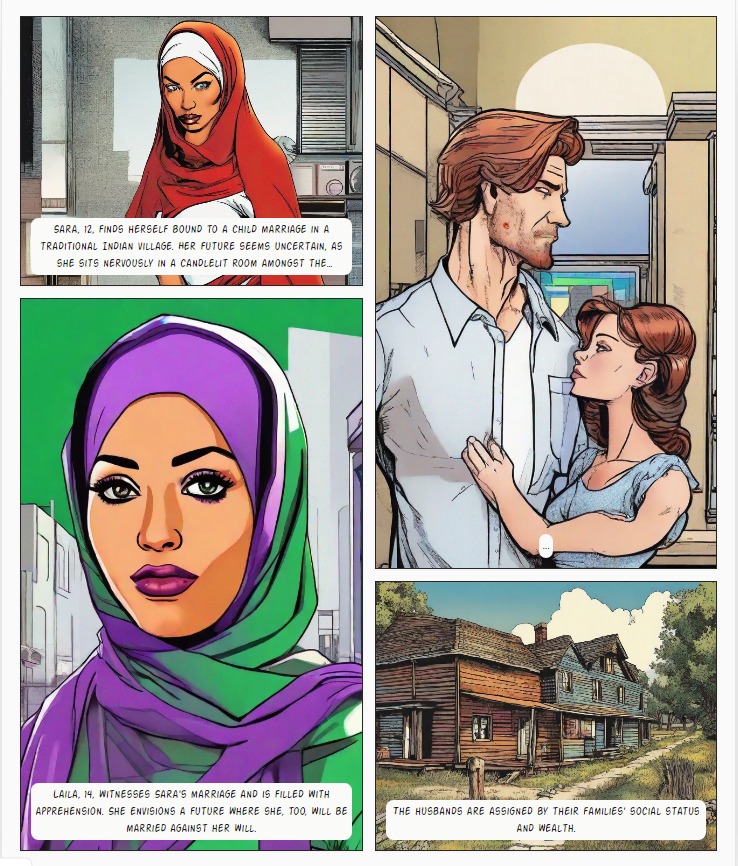 SARA, 12, FINDS HERSELF BOUND TO A CHILD MARRIAGE IN A
TRADITIONAL INDIAN VILLAGE. HER FUTURE SEEMS UNCERTAIN, AS
SHE SITS NERVOUSLY IN A CANDLELIT ROOM AMONGST THE...
...
LAILA, 14, WITNESSES SARA'S MARRIAGE AND IS FILLED WITH
APPREHENSION. SHE ENVISIONS A FUTURE WHERE SHE, TOO, WILL BE
MARRIED AGAINST HER WILL.
THE HUSBANDS ARE ASSIGNED BY THEIR FAMILIES' SOCIAL STATUS
AND WEALTH.